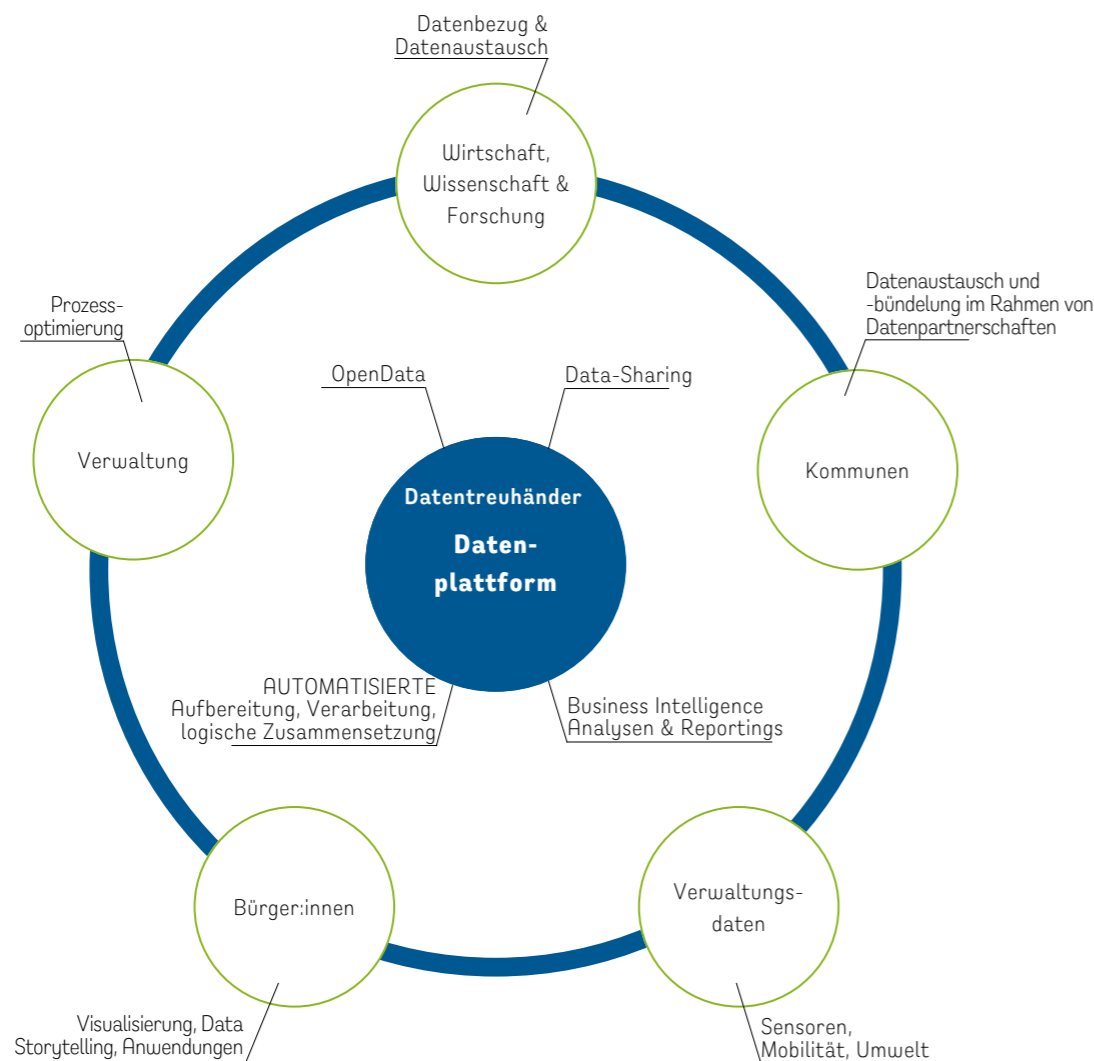 Datenbezug &
Datenaustausch
Wirtschaft,
Wissenschaft &
Forschung
Datenaustausch und
-bündelung im Rahmen von
Datenpartnerschaften
Prozess-
optimierung
OpenData
Data-Sharing
Verwaltung
Kommunen
Datentreuhänder
Daten-
plattform
AUTOMATISIERTE
Aufbereitung, Verarbeitung,
logische Zusammensetzung
Business Intelligence
Analysen & Reportings
Bürger:innen
Verwaltungs-
daten
Visualisierung, Data
Storytelling, Anwendungen
Sensoren,
Mobilität, Umwelt